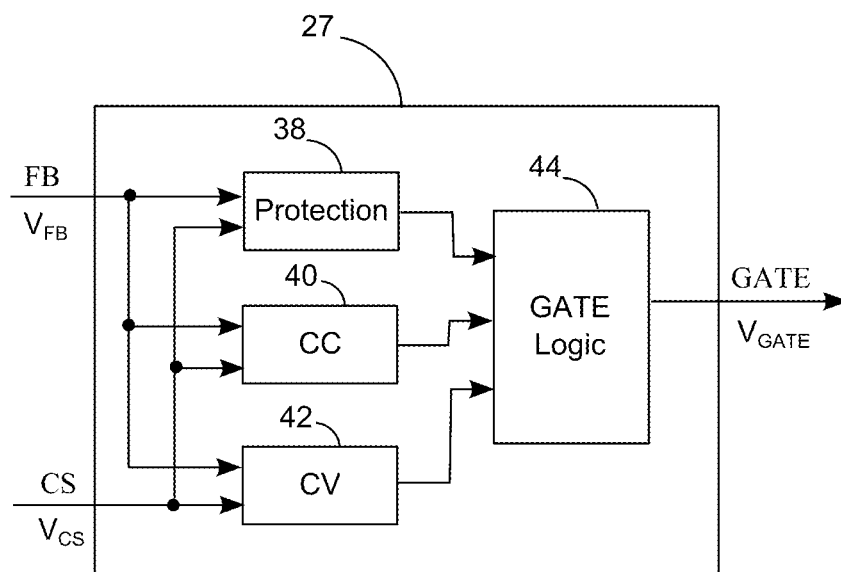 27
38
FB
V_FB
Protection
44
40
CC
GATE
Logic
GATE
V_GATE
42
CV
CS
V_CS